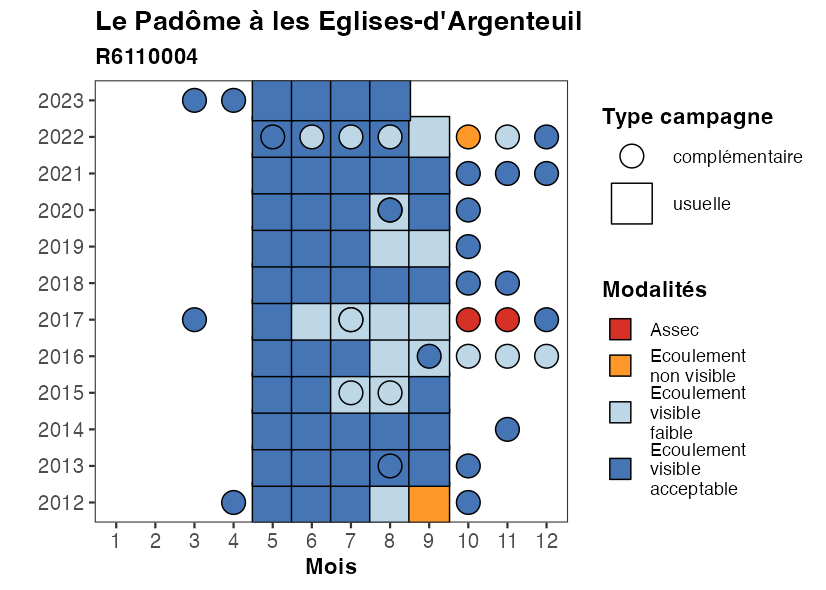 Le Padôme à les Eglises-d'Argenteuil
R6110004
2023
2022
2021
2020
2019
2018
2017
2016
2015
2014
2013
2012
1 2 3 4 5 6 7 8 9 10 11 12
Mois
Type campagne
complémentaire
usuelle
Modalités
Assec
Ecoulement
non visible
Ecoulement
visible
faible
Ecoulement
visible
acceptable